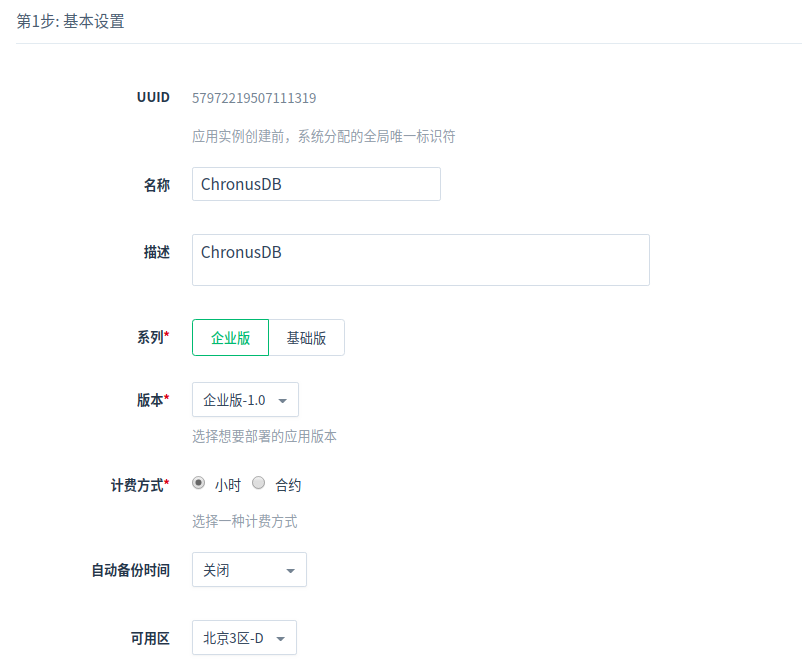 第1步: 基本设置
UUID 57972219507111319
应用实例创建前，系统分配的全局唯一标识符
名称 ChronusDB
描述 ChronusDB
系列* 企业版 基础版
版本* 企业版-1.0
选择想要部署的应用版本
计费方式* 小时 合约
选择一种计费方式
自动备份时间 关闭
可用区 北京3区-D